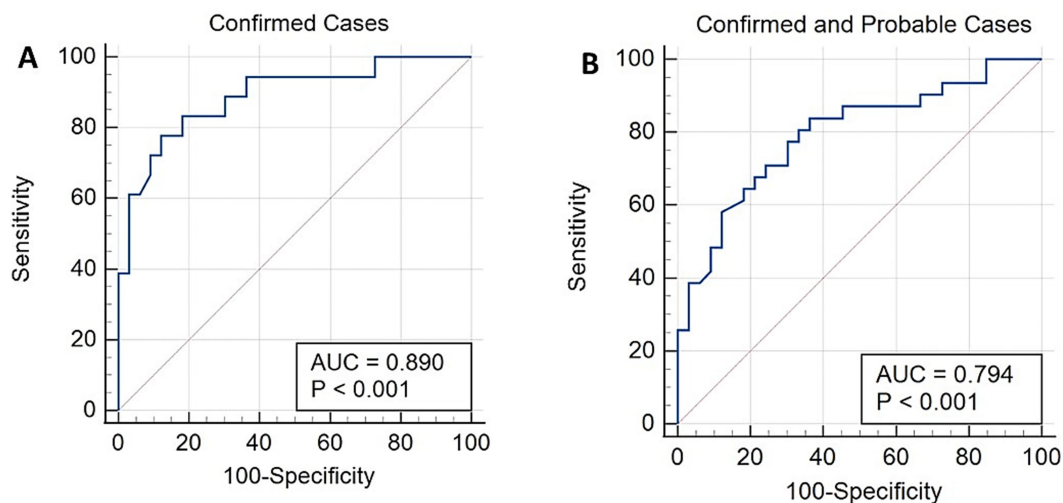 A
Confirmed Cases
100
80
60
40
20
0
Sensitivity
AUC = 0.890
P < 0.001
0 20 40 60 80 100
100-Specificity
B
Confirmed and Probable Cases
100
80
60
40
20
0
Sensitivity
AUC = 0.794
P < 0.001
0 20 40 60 80 100
100-Specificity